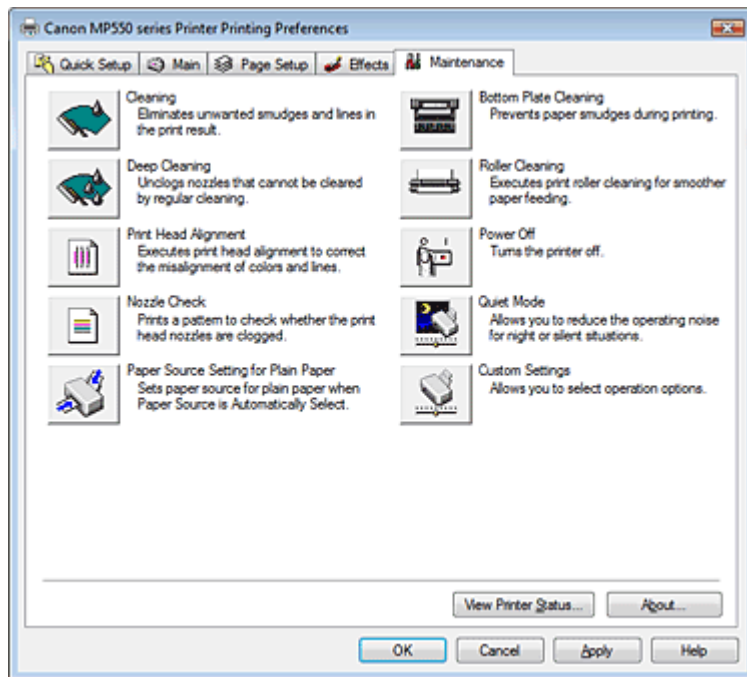 Canon MP550 series Printer Printing Preferences
Quick Setup
Main
Page Setup
Effects
Maintenance
Cleaning
Eliminates unwanted smudges and lines in
the print result.
Deep Cleaning
Unclogs nozzles that cannot be cleared
by regular cleaning.
Print Head Alignment
Executes print head alignment to correct
the misalignment of colors and lines.
Nozzle Check
Prints a pattern to check whether the print
head nozzles are clogged.
Paper Source Setting for Plain Paper
Sets paper source for plain paper when
Paper Source is Automatically Select.
Bottom Plate Cleaning
Prevents paper smudges during printing.
Roller Cleaning
Executes print roller cleaning for smoother
paper feeding.
Power Off
Turns the printer off.
Quiet Mode
Allows you to reduce the operating noise
for night or silent situations.
Custom Settings
Allows you to select operation options.
View Printer Status...
About...
OK
Cancel
Apply
Help